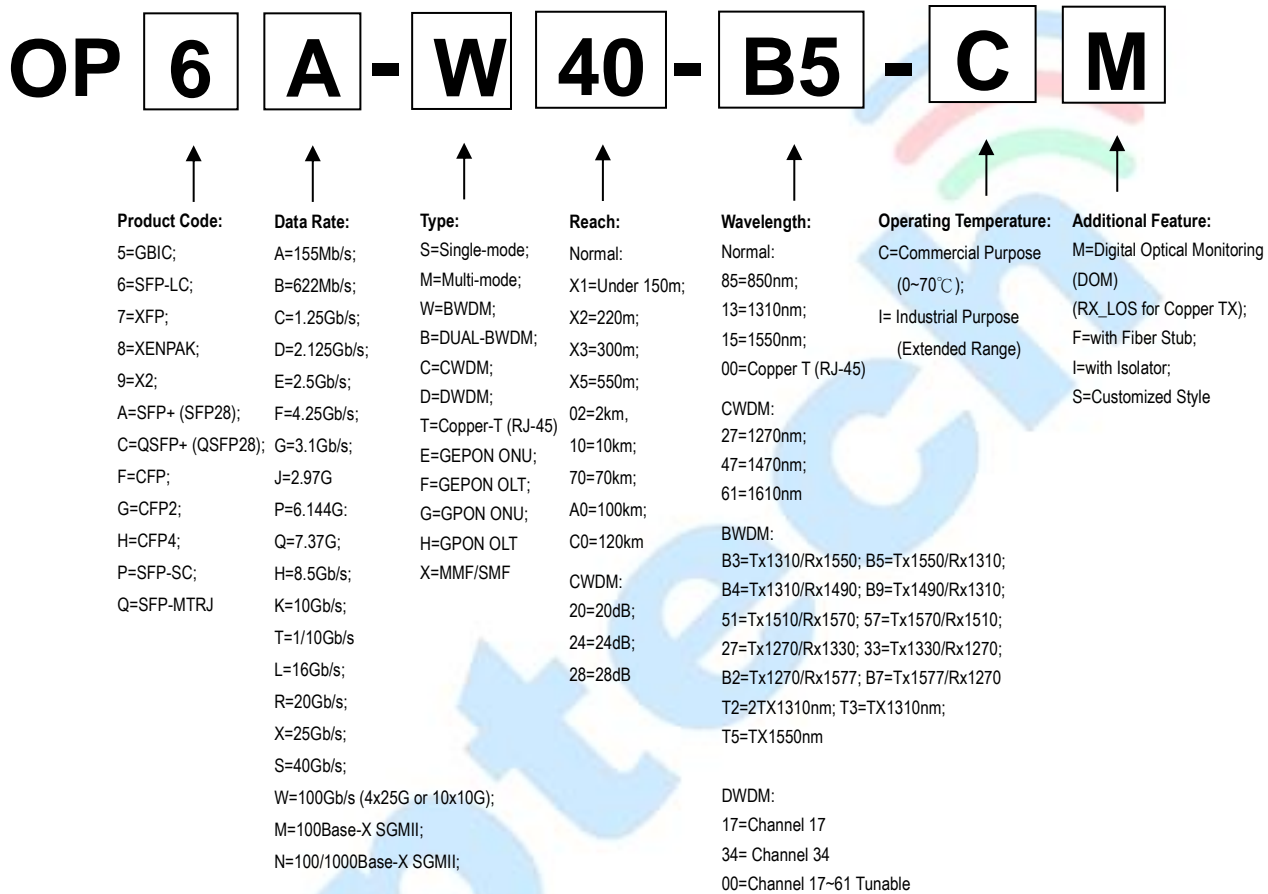 OP 6 A - W 40 - B5 - C M
Product Code:
5=GBIC;
6=SFP-LC;
7=XFP;
8=XENPAK;
9=X2;
A=SFP+ (SFP28);
C=QSFP+ (QSFP28);
F=CFP;
G=CFP2;
H=CFP4;
P=SFP-SC;
Q=SFP-MTRJ
Data Rate:
A=155Mb/s;
B=622Mb/s;
C=1.25Gb/s;
D=2.125Gb/s;
E=2.5Gb/s;
F=4.25Gb/s;
G=3.1Gb/s;
J=2.97G
P=6.144G:
Q=7.37G;
H=8.5Gb/s;
K=10Gb/s;
T=1/10Gb/s
L=16Gb/s;
R=20Gb/s;
X=25Gb/s;
S=40Gb/s;
W=100Gb/s (4x25G or 10x10G);
M=100Base-X SGMII;
N=100/1000Base-X SGMII;
Type:
S=Single-mode;
M=Multi-mode;
W=BWDM;
B=DUAL-BWDM;
C=CWDM;
D=DWDM;
T=Copper-T (RJ-45)
E=GEPON ONU;
F=GEPON OLT;
G=GPON ONU;
H=GPON OLT
X=MMF/SMF
Reach:
Normal:
X1=Under 150m;
X2=220m;
X3=300m;
X5=550m;
02=2km,
10=10km;
70=70km;
A0=100km;
C0=120km
CWDM:
20=20dB;
24=24dB;
28=28dB
Wavelength:
Normal:
85=850nm;
13=1310nm;
15=1550nm;
00=Copper T (RJ-45)
CWDM:
27=1270nm;
47=1470nm;
61=1610nm
BWDM:
B3=Tx1310/Rx1550; B5=Tx1550/Rx1310;
B4=Tx1310/Rx1490; B9=Tx1490/Rx1310;
51=Tx1510/Rx1570; 57=Tx1570/Rx1510;
27=Tx1270/Rx1330; 33=Tx1330/Rx1270;
B2=Tx1270/Rx1577; B7=Tx1577/Rx1270
T2=2TX1310nm; T3=TX1310nm;
T5=TX1550nm
DWDM:
17=Channel 17
34= Channel 34
00=Channel 17~61 Tunable
Operating Temperature:
C=Commercial Purpose
(0~70℃);
I= Industrial Purpose
(Extended Range)
Additional Feature:
M=Digital Optical Monitoring
(DOM)
(RX_LOS for Copper TX);
F=with Fiber Stub;
I=with Isolator;
S=Customized Style
ptech